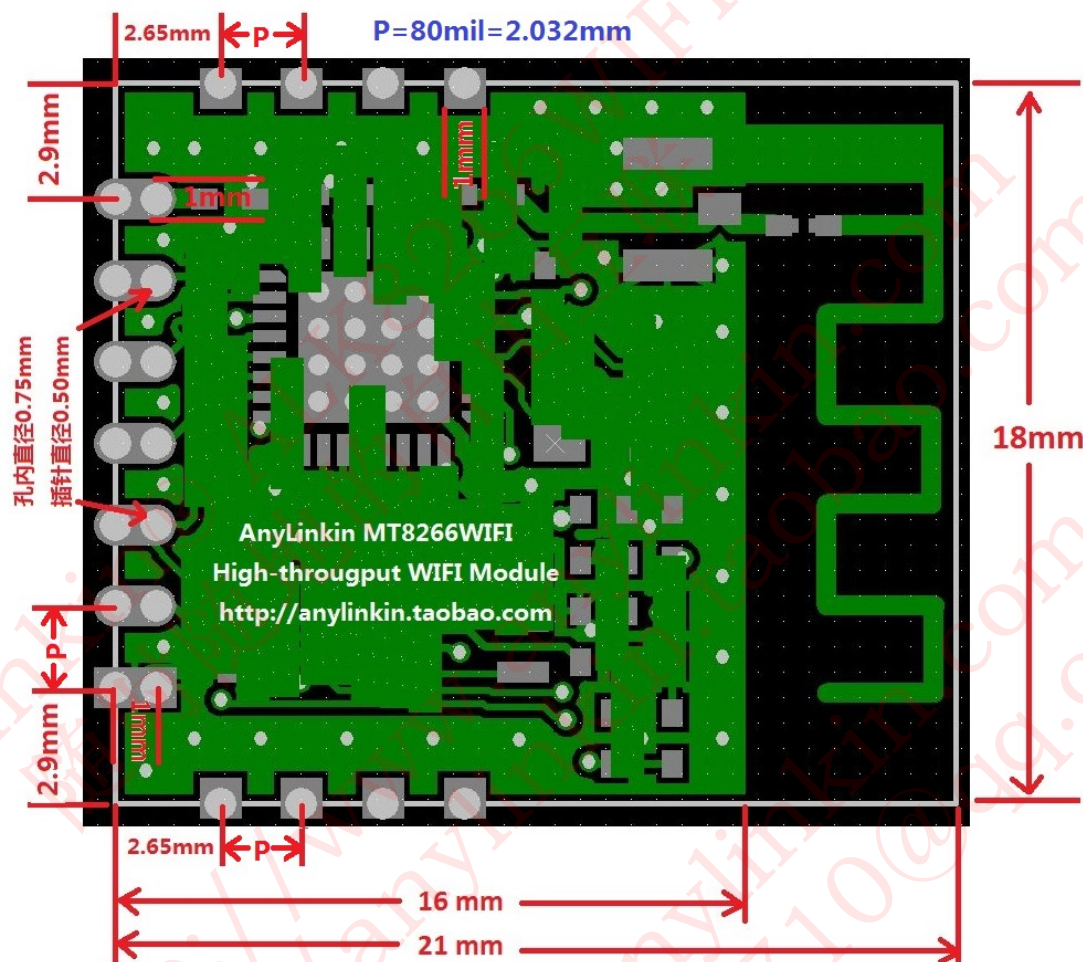 2.65mm
P
P=80mil=2.032mm
2.9mm
1mm
1mm
孔内直径0.75mm
插针直径0.50mm
18mm
AnyLinkin MT8266WIFI
High-througput WIFI Module
http://anylinkin.taobao.com
P
1mm
2.9mm
2.65mm
P
16 mm
21 mm